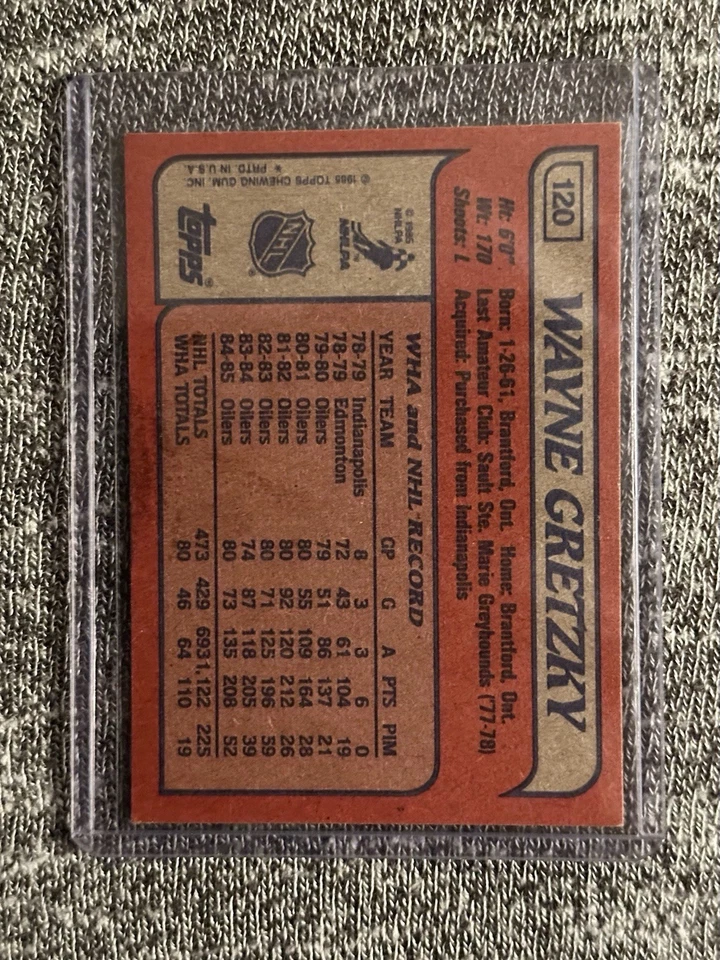 120
WAYNE GRETZKY
Ht: 6'0" Born: 1-26-61, Brantford, Ont. Home: Brantford, Ont.
Wt: 170 Last Amateur Club: Sault Ste. Marie Greyhounds ('77-78)
Shoots: L Acquired: Purchased from Indianapolis
© 1985
NHLPA
NHLPA
NHL
topps®
© 1985 TOPPS CHEWING GUM, INC
* PRTD. IN U.S.A.
WHA and NHL RECORD
YEAR TEAM GP G A PTS PIM
78-79 Indianapolis 8 3 3 6 0
78-79 Edmonton 72 43 61 104 19
79-80 Oilers 79 51 86 137 21
80-81 Oilers 80 55 109 164 28
81-82 Oilers 80 92 120 212 26
82-83 Oilers 80 71 125 196 59
83-84 Oilers 74 87 118 205 39
84-85 Oilers 80 73 135 208 52
NHL TOTALS 473 429 693 1,122 225
WHA TOTALS 80 46 64 110 19